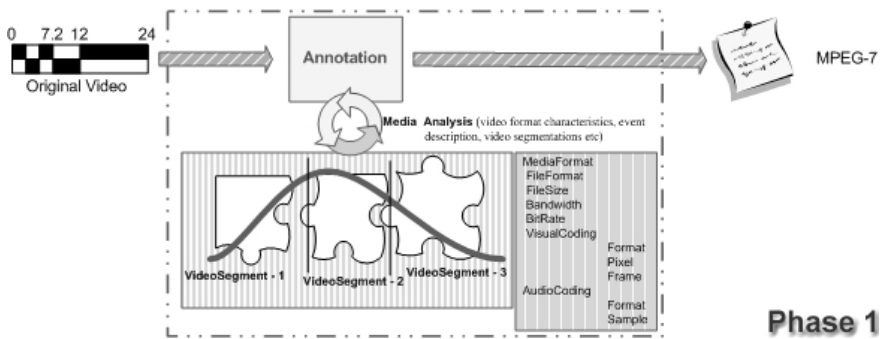 0 7.2 12 24
Original Video
Annotation
MPEG-7
Media Analysis (video format characteristics, event
description, video segmentations etc)
VideoSegment - 1
VideoSegment - 2
VideoSegment - 3
MediaFormat
FileFormat
FileSize
Bandwidth
BitRate
VisualCoding
Format
Pixel
Frame
AudioCoding
Format
Sample
Phase 1